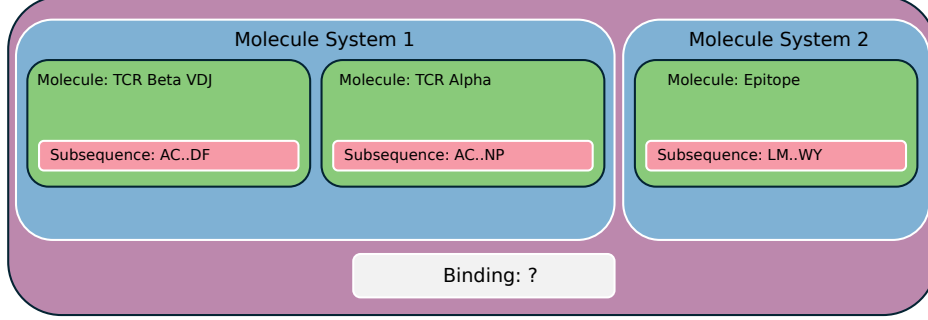 Molecule System 1
Molecule System 2
Molecule: TCR Beta VDJ
Molecule: TCR Alpha
Molecule: Epitope
Subsequence: AC..DF
Subsequence: AC..NP
Subsequence: LM..WY
Binding: ?